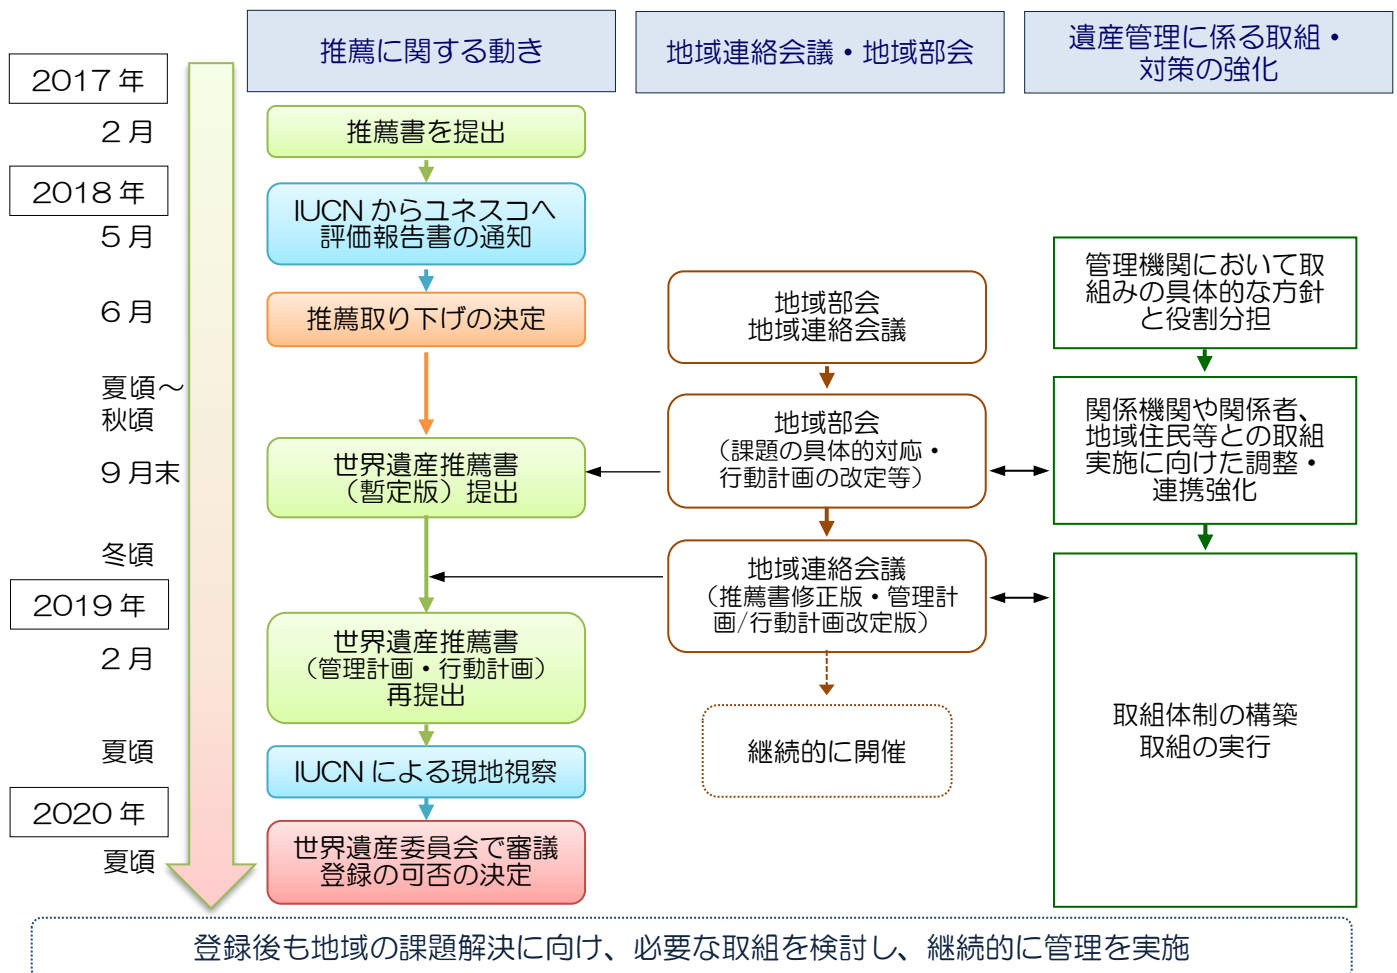 推薦に関する動き
地域連絡会議・地域部会
遺産管理に係る取組・
対策の強化
2017 年
2 月
2018 年
5 月
6 月
夏頃～
秋頃
9 月末
冬頃
2019 年
2 月
夏頃
2020 年
夏頃
推薦書を提出
IUCN からユネスコへ
評価報告書の通知
推薦取り下げの決定
世界遺産推薦書
（暫定版）提出
世界遺産推薦書
（管理計画・行動計画）
再提出
IUCN による現地視察
世界遺産委員会で審議
登録の可否の決定
地域部会
地域連絡会議
地域部会
（課題の具体的対応・
行動計画の改定等）
地域連絡会議
（推薦書修正版・管理計
画/行動計画改定版）
継続的に開催
管理機関において取
組みの具体的な方針
と役割分担
関係機関や関係者、
地域住民等との取組
実施に向けた調整・
連携強化
取組体制の構築
取組の実行
登録後も地域の課題解決に向け、必要な取組を検討し、継続的に管理を実施